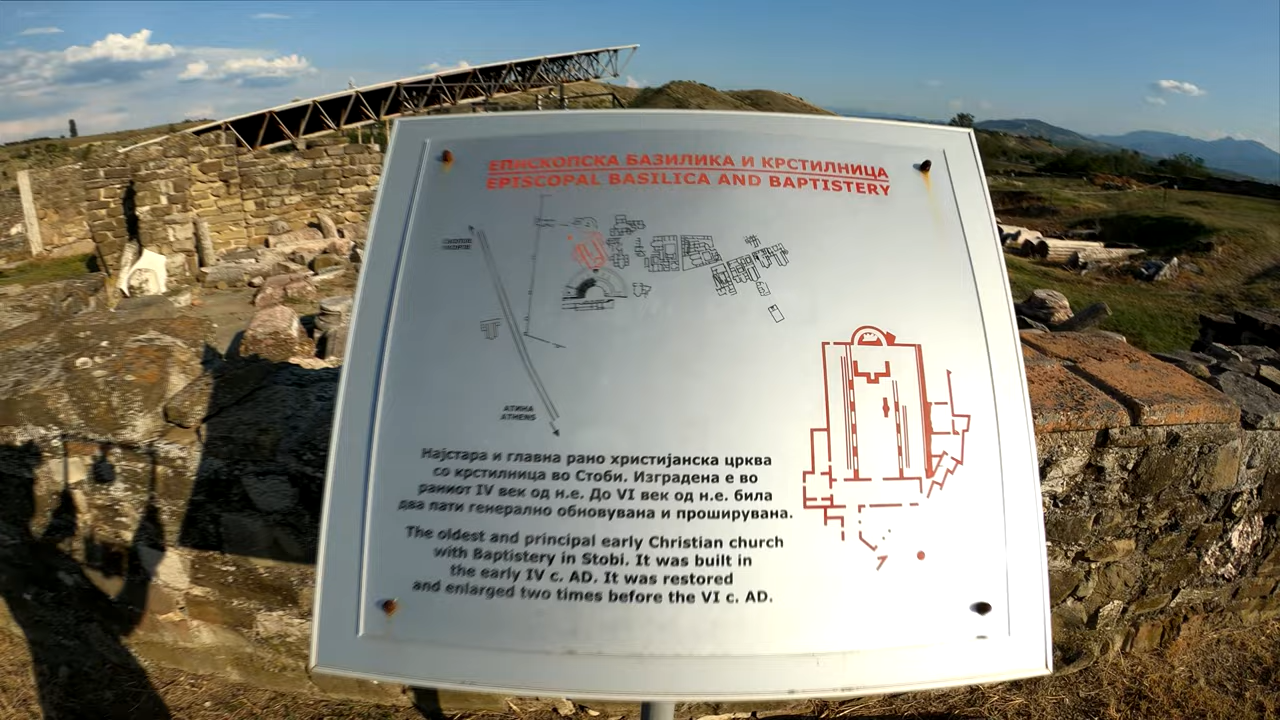 ЕПИСКОПСКА БАЗИЛИКА И КРСТИЛНИЦА
EPISCOPAL BASILICA AND BAPTISTERY
АТИНА
ATHENS
Најстара и главна рано христијанска црква
со крстилница во Стоби. Изградена е во
раниот IV век од н.е. До VI век од н.е. била
два пати генерално обновувана и проширувана.
The oldest and principal early Christian church
with Baptistery in Stobi. It was built in
the early IV c. AD. It was restored
and enlarged two times before the VI c. AD.